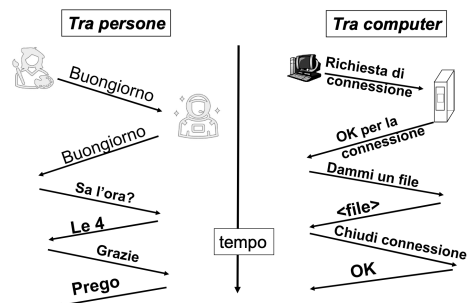 Tra persone
Buongiorno
Buongiorno
Sa l'ora?
Le 4
Grazie
Prego
tempo
Tra computer
Richiesta di
connessione
OK per la
connessione
Dammi un file
<file>
Chiudi connessione
OK